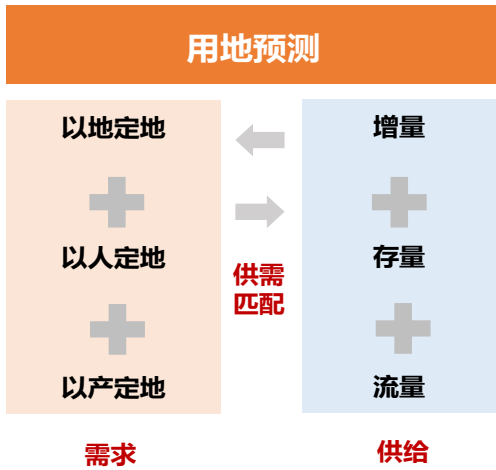 用地预测
以地定地
以人定地
以产定地
需求
供需
匹配
增量
存量
流量
供给